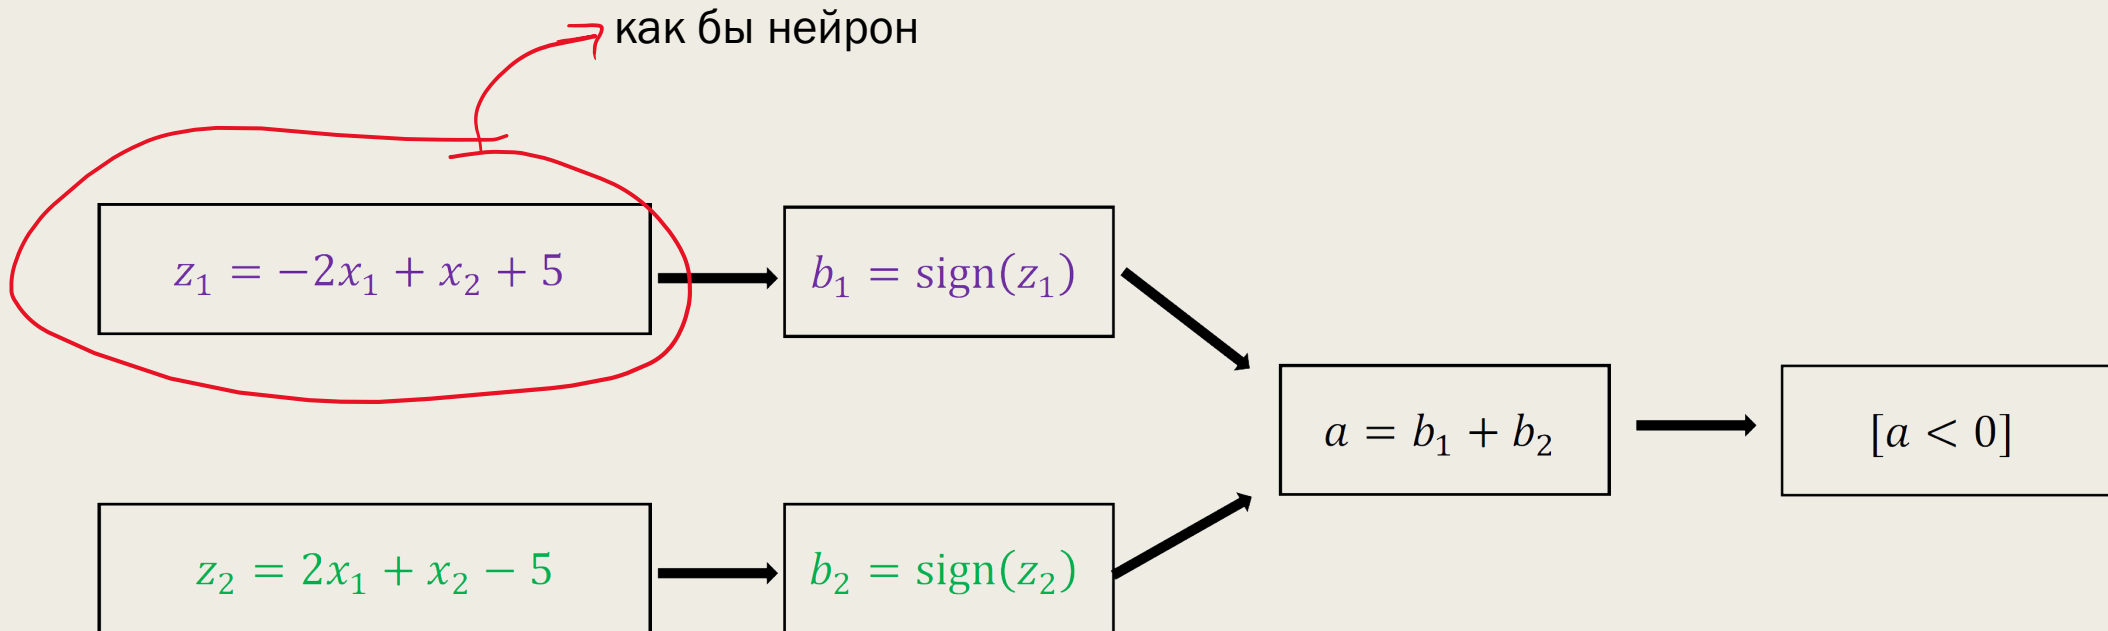 как бы нейрон
z₁ = −2x₁ + x₂ + 5
b₁ = sign(z₁)
a = b₁ + b₂
[a < 0]
z₂ = 2x₁ + x₂ − 5
b₂ = sign(z₂)